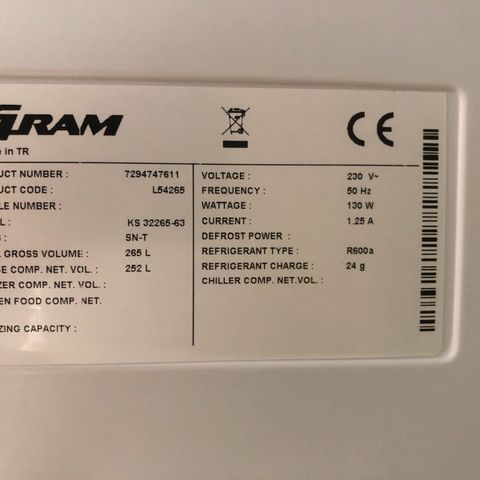 GRAM
in TR
UCT NUMBER : 7294747611
UCT CODE : L54265
LE NUMBER :
L : KS 32265-63
: SN-T
GROSS VOLUME : 265 L
COMP. NET. VOL. : 252 L
ZER COMP. NET. VOL. :
EN FOOD COMP. NET.
ZING CAPACITY :
VOLTAGE : 230 V~
FREQUENCY : 50 Hz
WATTAGE : 130 W
CURRENT : 1.25 A
DEFROST POWER :
REFRIGERANT TYPE : R600a
REFRIGERANT CHARGE : 24 g
CHILLER COMP. NET.VOL. :
CE